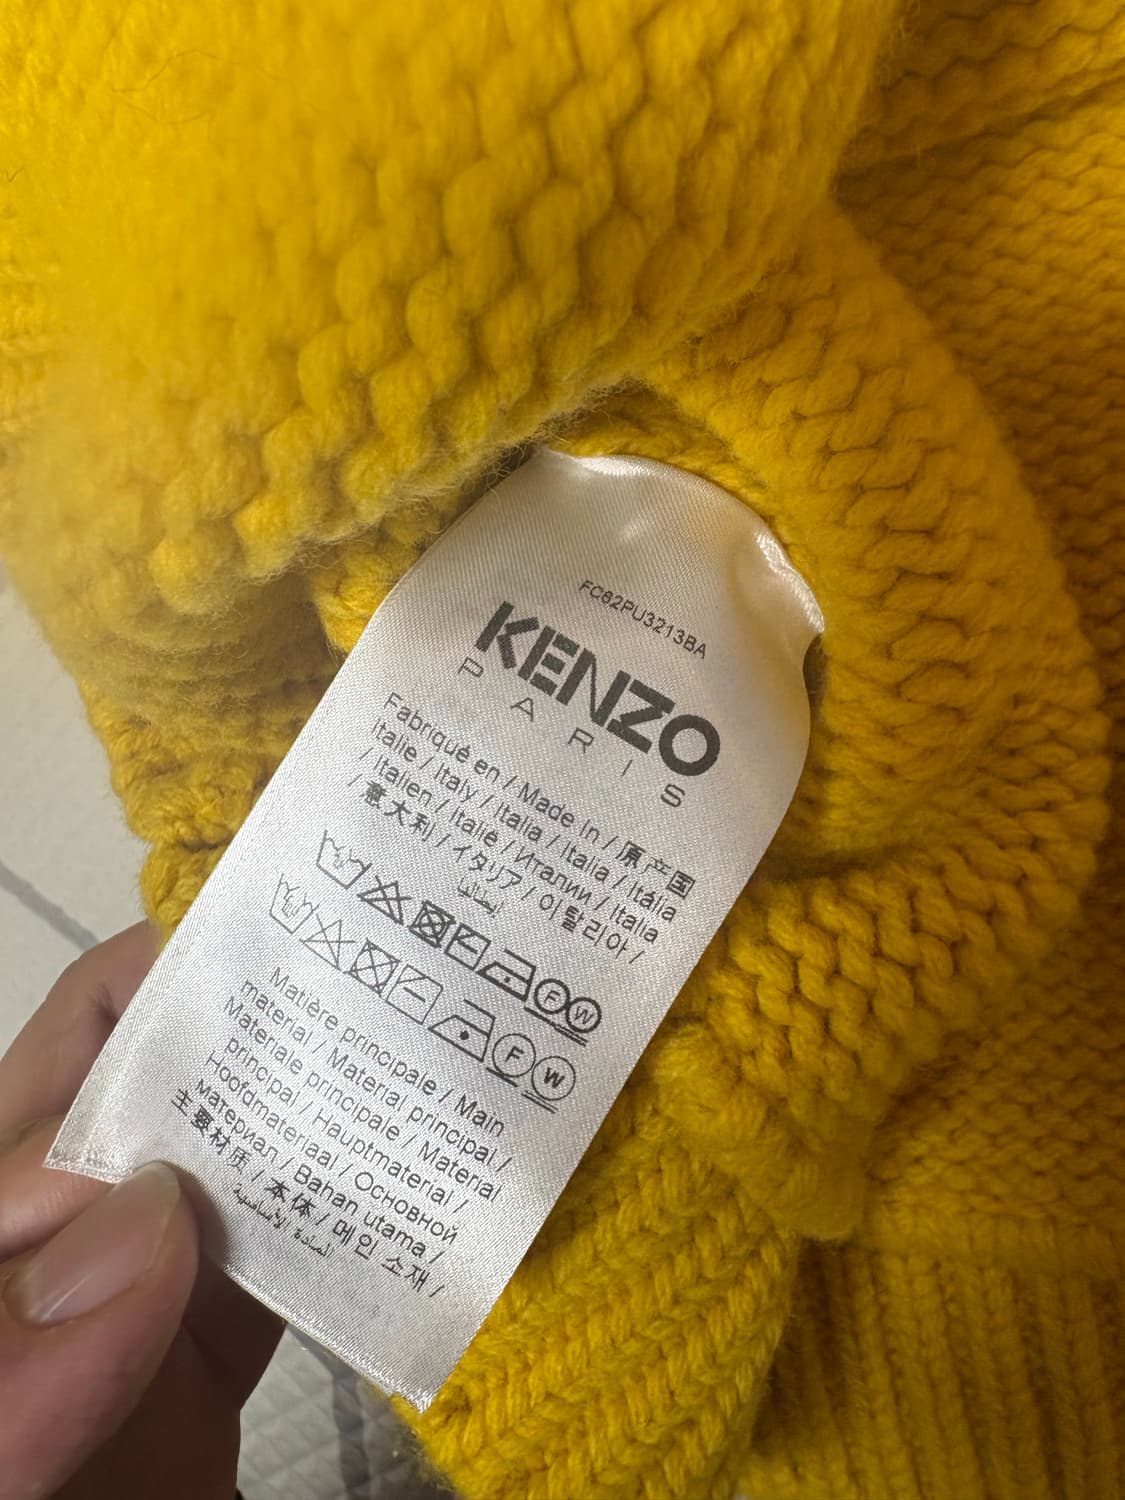 FC62PU3213BA
KENZO
PARIS
Fabriqué en / Made In / 原产国
Italie / Italy / Italia / Italia / Itália
/ Italien / Italië / Италии / Italia
/ 意大利 / イタリア / 이탈리아 /
إيطاليا
F W
F W
Matière principale / Main
material / Material principal /
Materiale principale / Material
principal / Hauptmaterial /
Hoofdmateriaal / Основной
материал / Bahan utama /
主要材质 / 本体 / 메인 소재 /
المادة الأساسية